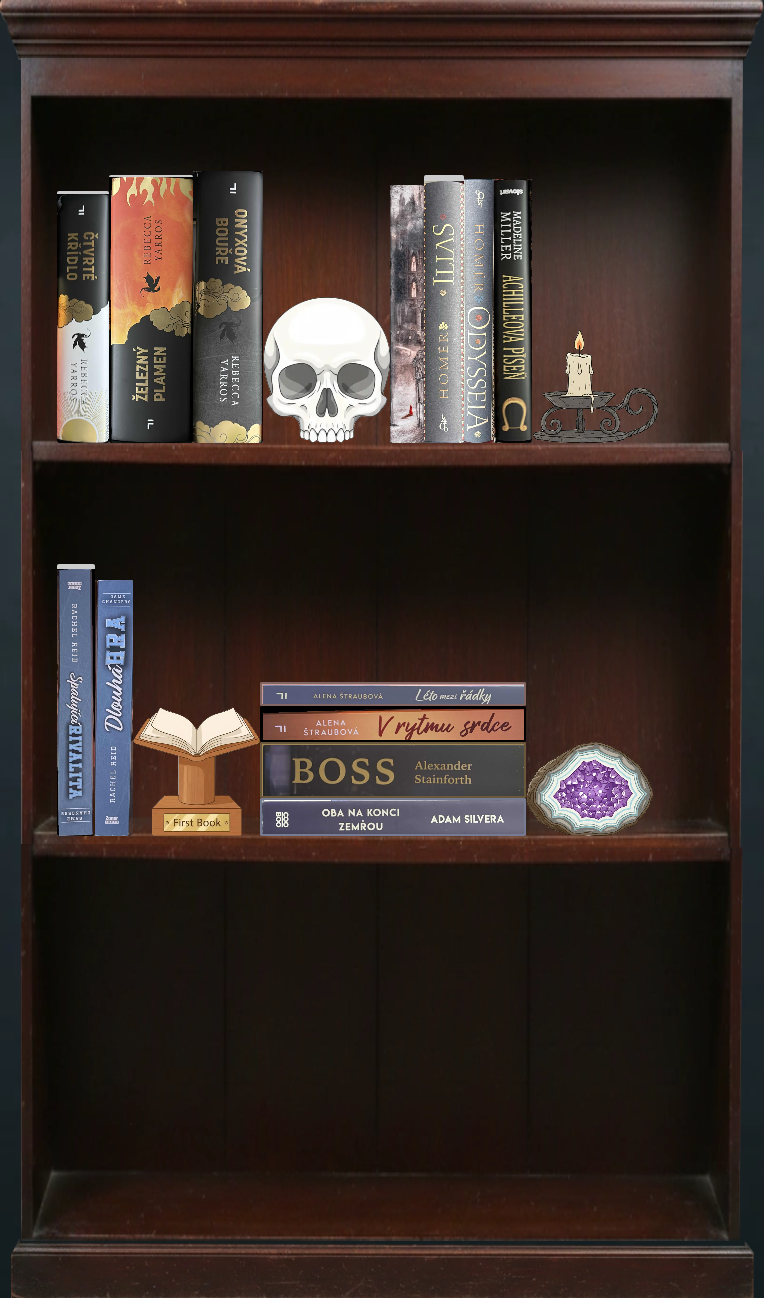 ČTVRTÉ
KŘÍDLO
REBECCA
YARROS
REBECCA
YARROS
ŽELEZNÝ
PLAMEN
ONYXOVÁ
BOUŘE
REBECCA
YARROS
HOMÉR
ILIAS
HOMÉR
ODYSSEIA
slovart
MADELINE
MILLER
ACHILLEOVA PÍSEŇ
RACHEL REID
Spalující
RIVALITA
Dlouhá
HRA
RACHEL REID
First Book
ALENA ŠTRAUBOVÁ Léto mezi řádky
ALENA
ŠTRAUBOVÁ
V rytmu srdce
BOSS
Alexander
Stainforth
OBA NA KONCI
ZEMŘOU
ADAM SILVERA